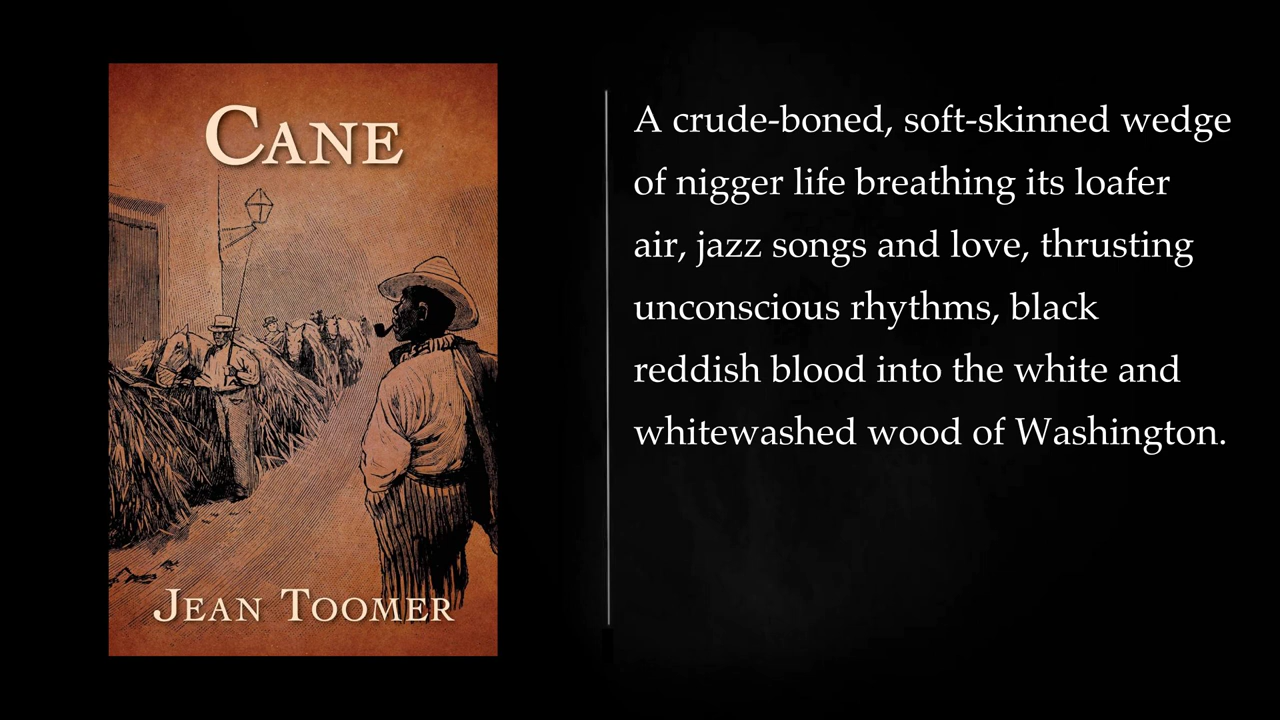 CANE
JEAN TOOMER
A crude-boned, soft-skinned wedge
of nigger life breathing its loafer
air, jazz songs and love, thrusting
unconscious rhythms, black
reddish blood into the white and
whitewashed wood of Washington.